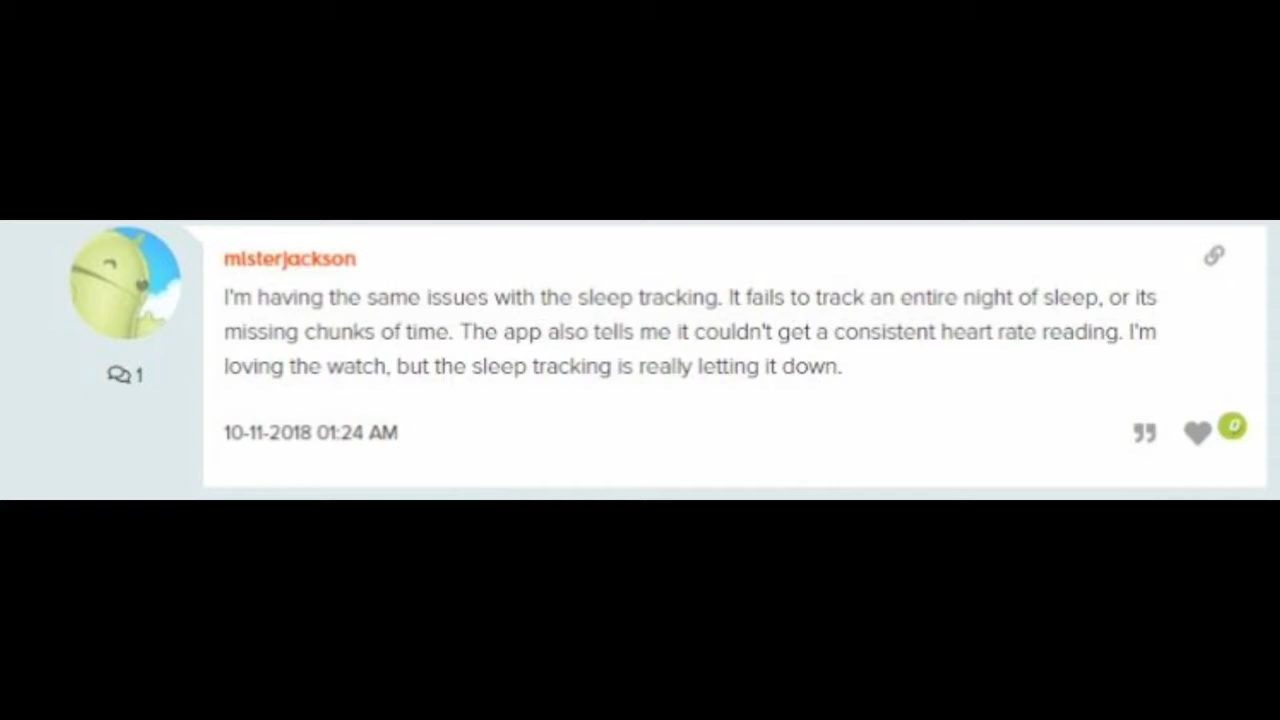 misterjackson
I'm having the same issues with the sleep tracking. It fails to track an entire night of sleep, or its
missing chunks of time. The app also tells me it couldn't get a consistent heart rate reading. I'm
loving the watch, but the sleep tracking is really letting it down.
1
10-11-2018 01:24 AM
0